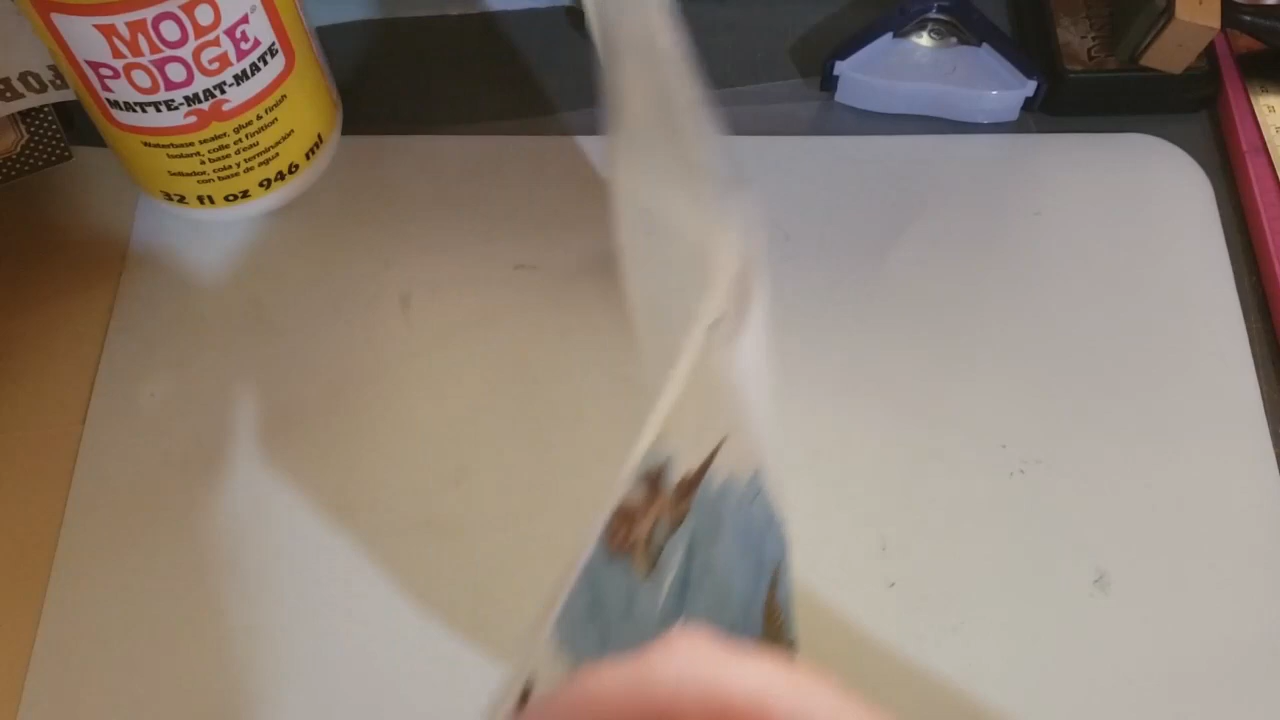 MOD
PODGE®
MATTE-MAT-MATE
Waterbase sealer, glue & finish
Isolant, colle et finition
à base d'eau
Sellador, cola y terminación
con base de agua
32 fl oz 946 ml
FOR